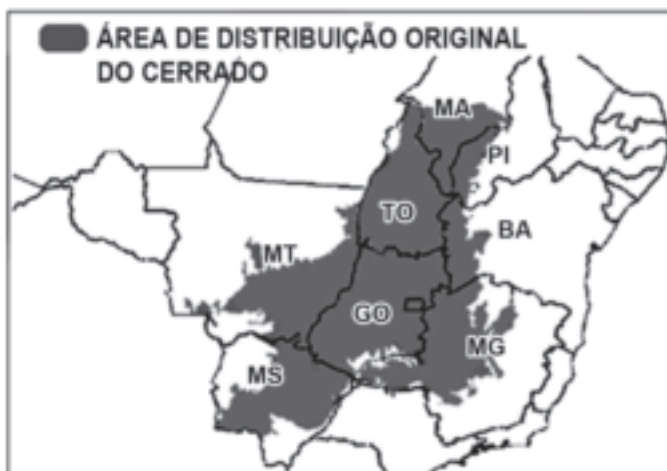 ÁREA DE DISTRIBUIÇÃO ORIGINAL
DO CERRADO
MA
PI
TO
BA
MT
GO
MG
MS